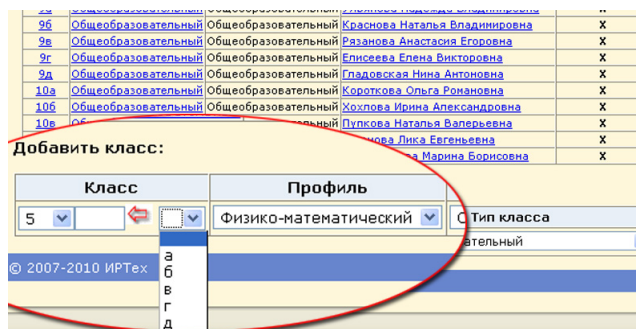 9б Общеобразовательный Общеобразовательный Краснова Наталья Владимировна X
9в Общеобразовательный Общеобразовательный Рязанова Анастасия Егоровна X
9г Общеобразовательный Общеобразовательный Елисеева Елена Викторовна X
9д Общеобразовательный Общеобразовательный Гладовская Нина Антоновна X
10а Общеобразовательный Общеобразовательный Короткова Ольга Романовна X
10б Общеобразовательный Общеобразовательный Хохлова Ирина Александровна X
10в Пупкова Наталья Валерьевна X
Лика Евгеньевна X
Марина Борисовна X
Добавить класс:
Класс Профиль Тип класса
5 Физико-математический
а
б
в
г
д
© 2007-2010 ИРТех